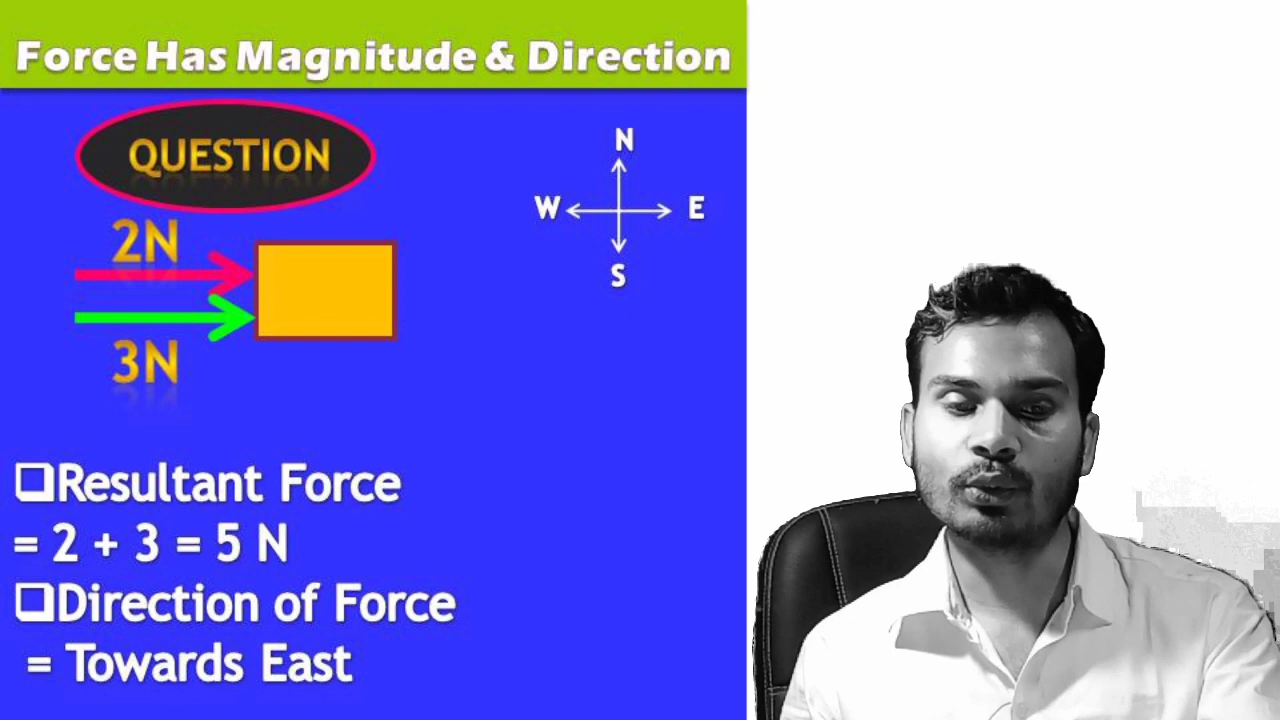 Force Has Magnitude & Direction
QUESTION
N
W E
S
2N
3N
❑Resultant Force
= 2 + 3 = 5 N
❑Direction of Force
= Towards East